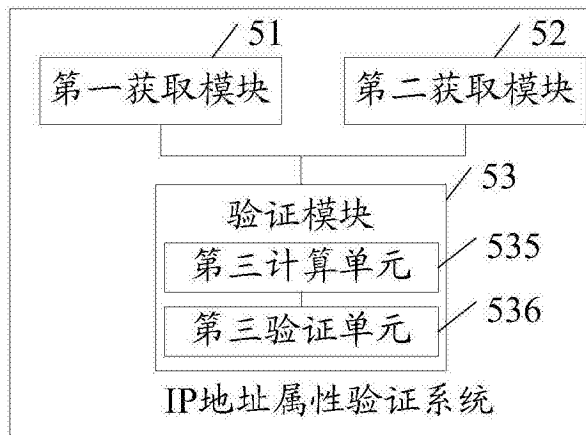 51
52
第一获取模块
第二获取模块
53
验证模块
第三计算单元
535
第三验证单元
536
IP地址属性验证系统